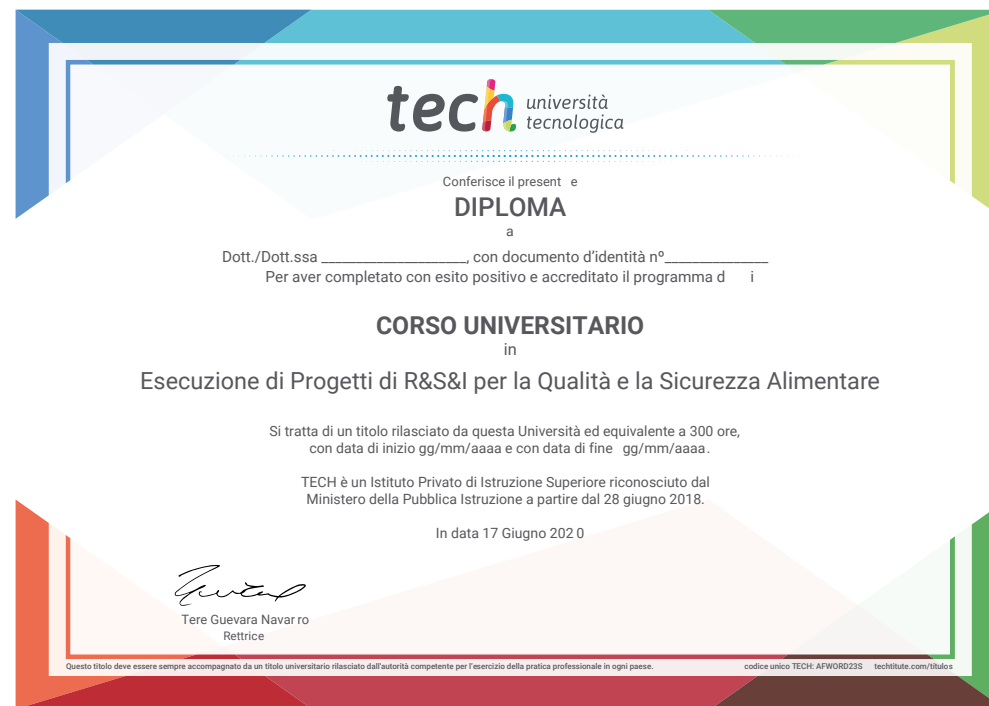 tech università
tecnologica
Conferisce il present e
DIPLOMA
a
Dott./Dott.ssa ____________________, con documento d'identità nº______________
Per aver completato con esito positivo e accreditato il programma d i
CORSO UNIVERSITARIO
in
Esecuzione di Progetti di R&S&I per la Qualità e la Sicurezza Alimentare
Si tratta di un titolo rilasciato da questa Università ed equivalente a 300 ore,
con data di inizio gg/mm/aaaa e con data di fine gg/mm/aaaa.
TECH è un Istituto Privato di Istruzione Superiore riconosciuto dal
Ministero della Pubblica Istruzione a partire dal 28 giugno 2018.
In data 17 Giugno 202 0
Tere Guevara Navar ro
Rettrice
Questo titolo deve essere sempre accompagnato da un titolo universitario rilasciato dall'autorità competente per l'esercizio della pratica professionale in ogni paese.
codice unico TECH: AFWORD23S techtitute.com/títulos